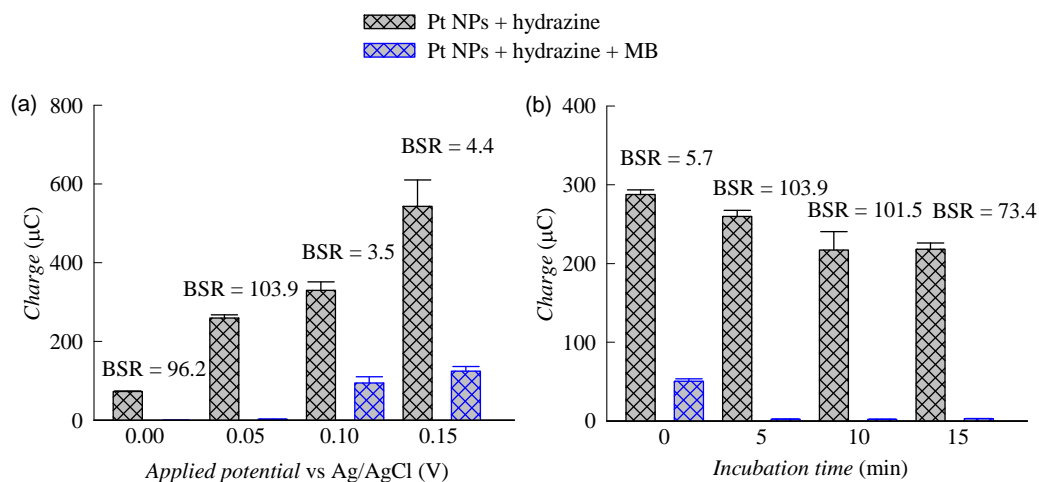 Pt NPs + hydrazine
Pt NPs + hydrazine + MB
(a)
Charge (μC)
800
600
400
200
0
BSR = 96.2
BSR = 103.9
BSR = 3.5
BSR = 4.4
0.00 0.05 0.10 0.15
Applied potential vs Ag/AgCl (V)
(b)
Charge (μC)
400
300
200
100
0
BSR = 5.7
BSR = 103.9
BSR = 101.5
BSR = 73.4
0 5 10 15
Incubation time (min)